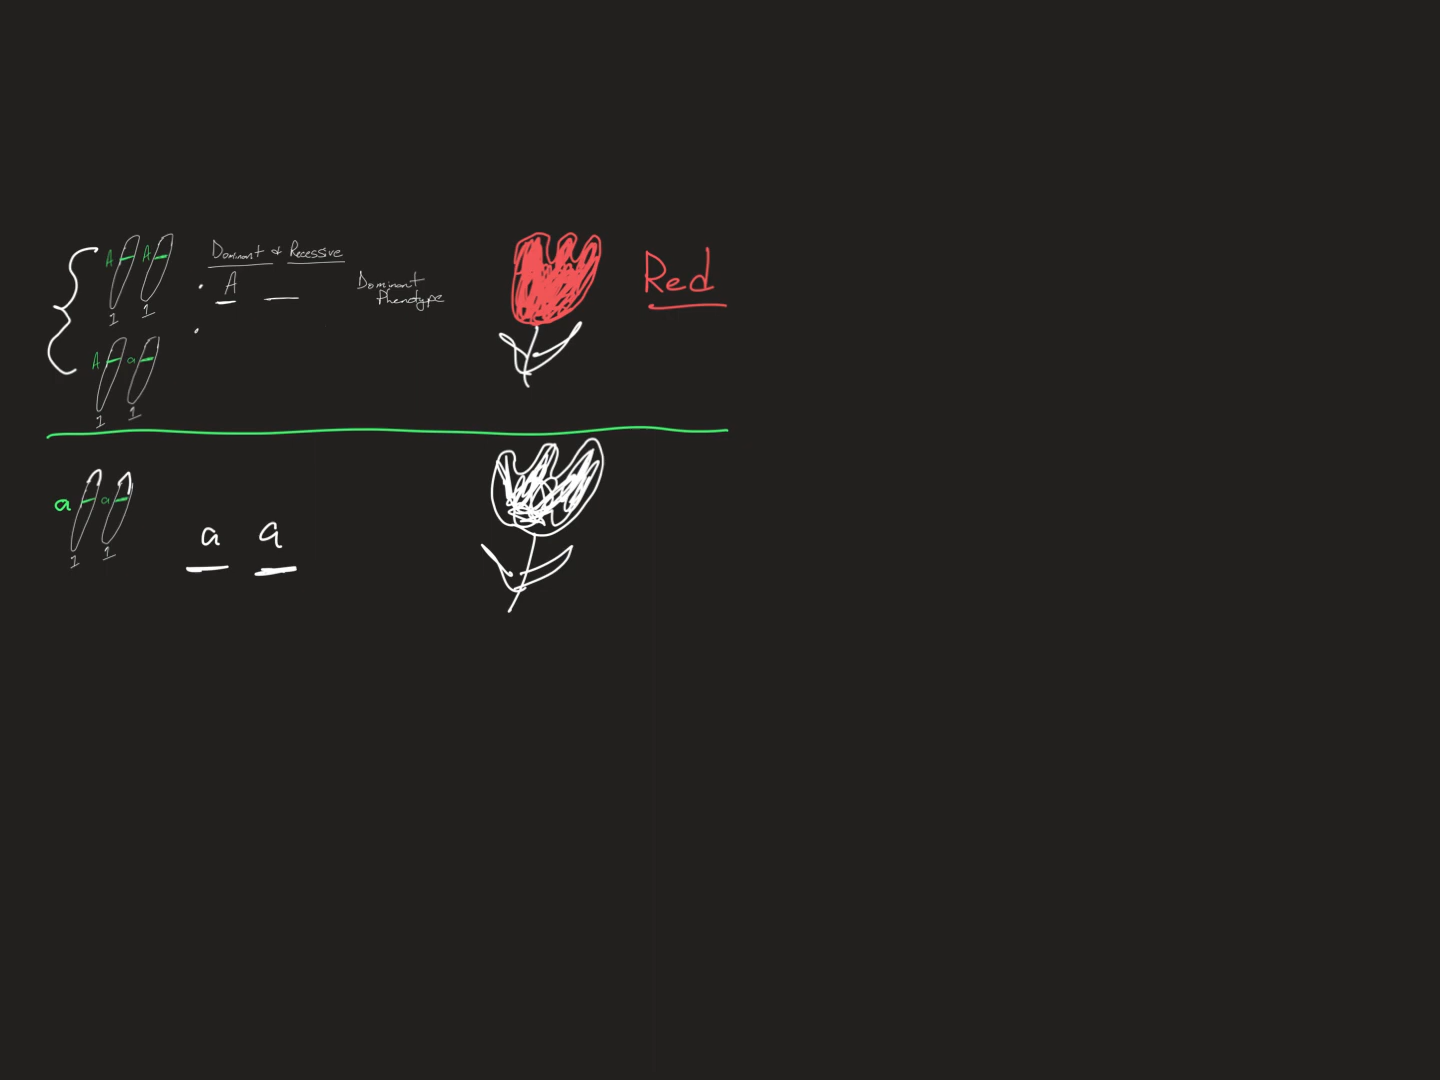 A A
Dominant & Recessive
A
Dominant
Phenotype
Red
1 1
A a
1 1
a a
a a
1 1